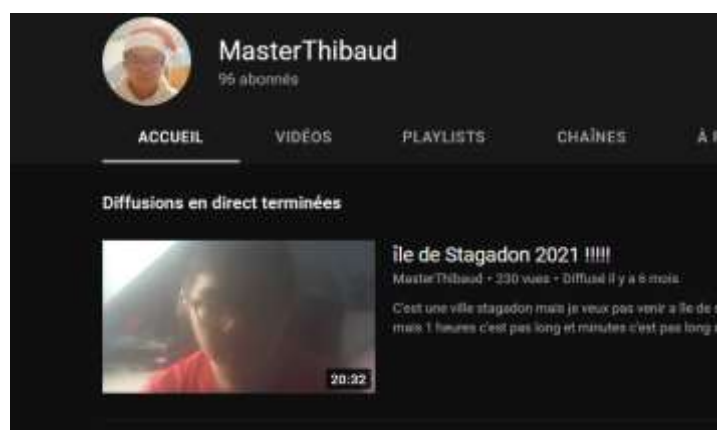 MasterThibaud
96 abonnés
ACCUEIL VIDÉOS PLAYLISTS CHAÎNES À
Diffusions en direct terminées
île de Stagadon 2021 !!!!!
MasterThibaud • 230 vues • Diffusé il y a 6 mois
C'est une ville stagadon mais je veux pas venir a île de
mais 1 heures c'est pas long et minutes c'est pas long
20:32